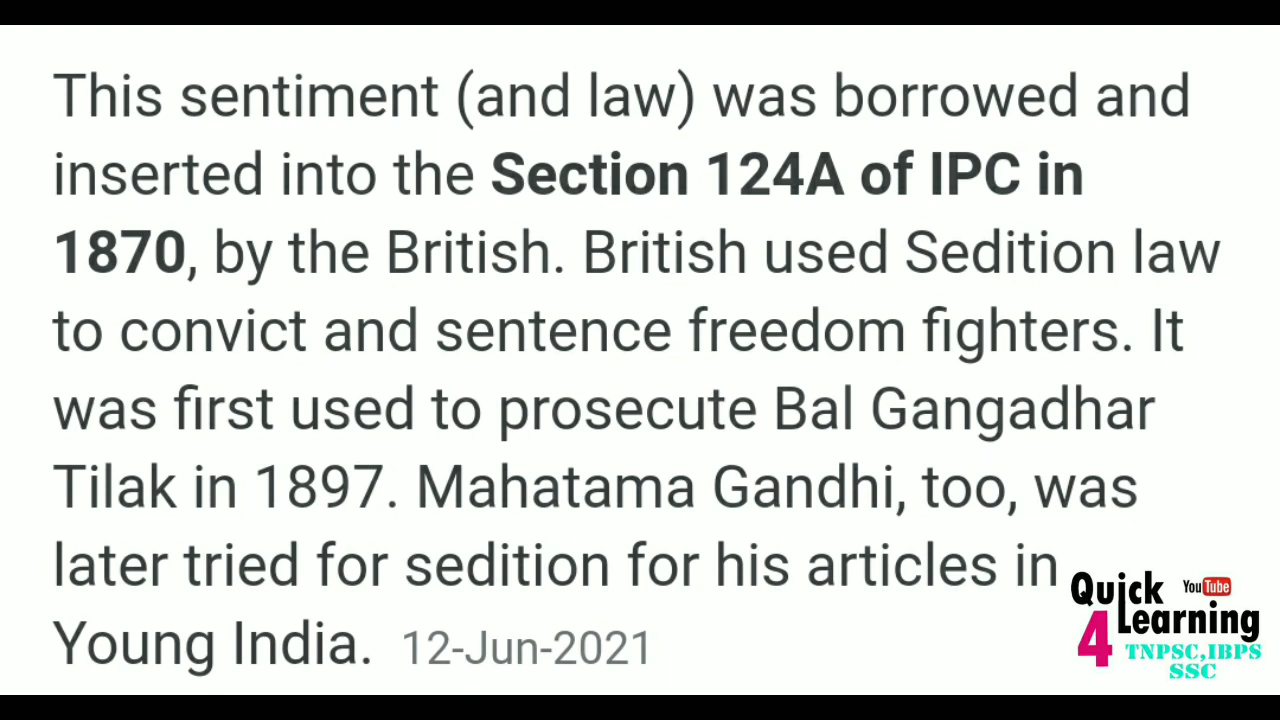 This sentiment (and law) was borrowed and
inserted into the Section 124A of IPC in
1870, by the British. British used Sedition law
to convict and sentence freedom fighters. It
was first used to prosecute Bal Gangadhar
Tilak in 1897. Mahatama Gandhi, too, was
later tried for sedition for his articles in
Young India. 12-Jun-2021
Quick YouTube
4 Learning
TNPSC,IBPS
SSC